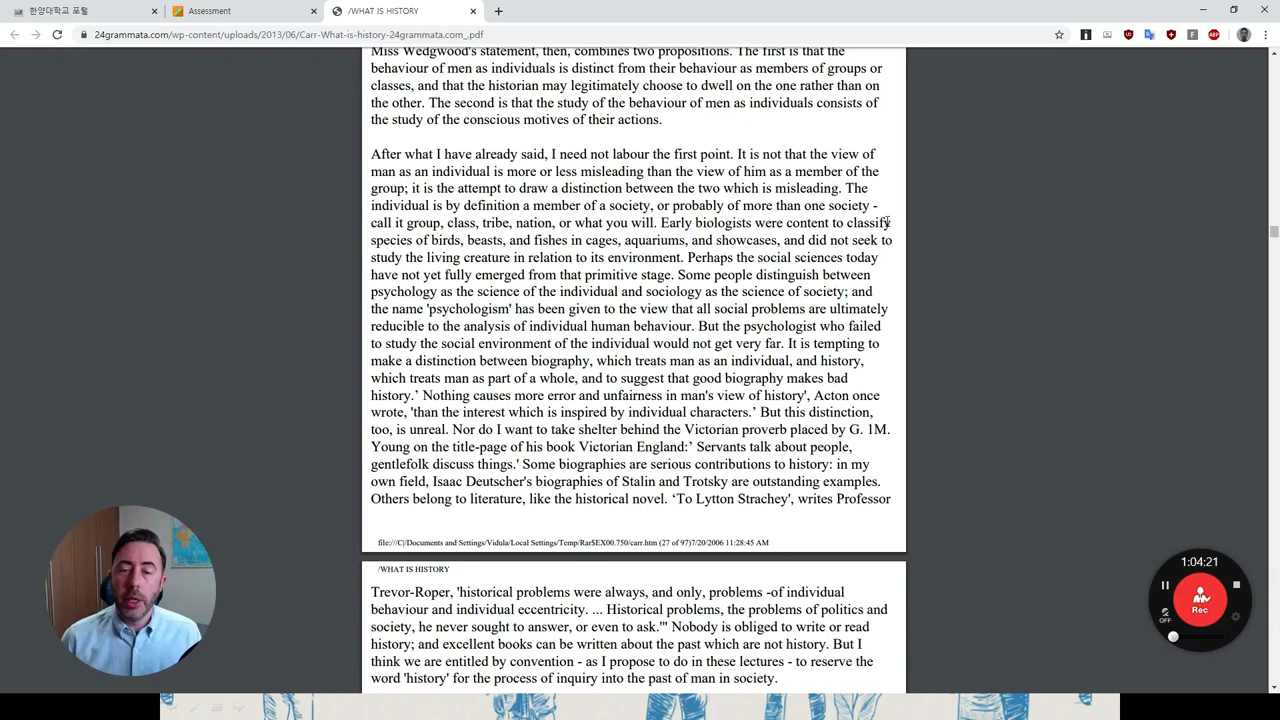 한양대학교 포털
Assessment
/WHAT IS HISTORY
24grammata.com/wp-content/uploads/2013/06/Carr-What-is-history-24grammata.com_.pdf
Miss Wedgwood's statement, then, combines two propositions. The first is that the
behaviour of men as individuals is distinct from their behaviour as members of groups or
classes, and that the historian may legitimately choose to dwell on the one rather than on
the other. The second is that the study of the behaviour of men as individuals consists of
the study of the conscious motives of their actions.
After what I have already said, I need not labour the first point. It is not that the view of
man as an individual is more or less misleading than the view of him as a member of the
group; it is the attempt to draw a distinction between the two which is misleading. The
individual is by definition a member of a society, or probably of more than one society -
call it group, class, tribe, nation, or what you will. Early biologists were content to classify
species of birds, beasts, and fishes in cages, aquariums, and showcases, and did not seek to
study the living creature in relation to its environment. Perhaps the social sciences today
have not yet fully emerged from that primitive stage. Some people distinguish between
psychology as the science of the individual and sociology as the science of society; and
the name 'psychologism' has been given to the view that all social problems are ultimately
reducible to the analysis of individual human behaviour. But the psychologist who failed
to study the social environment of the individual would not get very far. It is tempting to
make a distinction between biography, which treats man as an individual, and history,
which treats man as part of a whole, and to suggest that good biography makes bad
history.’ Nothing causes more error and unfairness in man's view of history', Acton once
wrote, 'than the interest which is inspired by individual characters.’ But this distinction,
too, is unreal. Nor do I want to take shelter behind the Victorian proverb placed by G. 1M.
Young on the title-page of his book Victorian England:’ Servants talk about people,
gentlefolk discuss things.' Some biographies are serious contributions to history: in my
own field, Isaac Deutscher's biographies of Stalin and Trotsky are outstanding examples.
Others belong to literature, like the historical novel. ‘To Lytton Strachey', writes Professor
file:///C|/Documents and Settings/Vidula/Local Settings/Temp/Rar$EX00.750/carr.htm (27 of 97)7/20/2006 11:28:45 AM
/WHAT IS HISTORY
Trevor-Roper, 'historical problems were always, and only, problems -of individual
behaviour and individual eccentricity. ... Historical problems, the problems of politics and
society, he never sought to answer, or even to ask.'" Nobody is obliged to write or read
history; and excellent books can be written about the past which are not history. But I
think we are entitled by convention - as I propose to do in these lectures - to reserve the
word 'history' for the process of inquiry into the past of man in society.
1:04:21
Rec
OFF